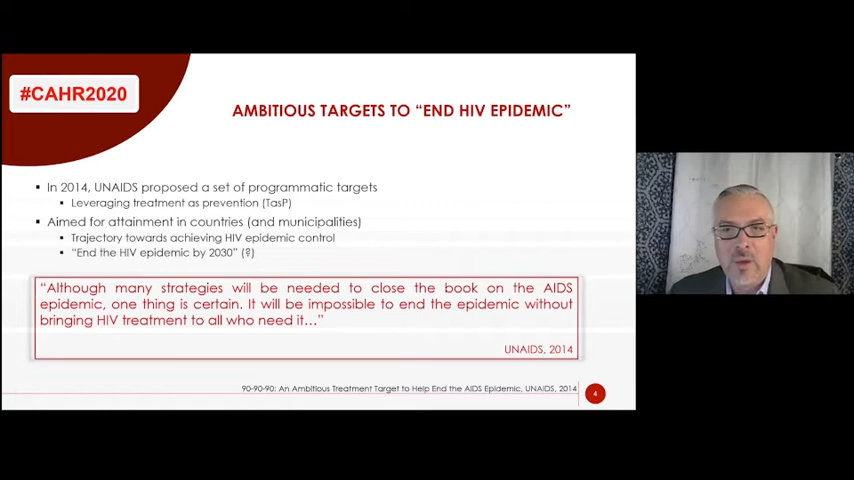 #CAHR2020
AMBITIOUS TARGETS TO “END HIV EPIDEMIC”
▪ In 2014, UNAIDS proposed a set of programmatic targets
▪ Leveraging treatment as prevention (TasP)
▪ Aimed for attainment in countries (and municipalities)
▪ Trajectory towards achieving HIV epidemic control
▪ “End the HIV epidemic by 2030” (?)
“Although many strategies will be needed to close the book on the AIDS
epidemic, one thing is certain. It will be impossible to end the epidemic without
bringing HIV treatment to all who need it…”
UNAIDS, 2014
90-90-90: An Ambitious Treatment Target to Help End the AIDS Epidemic, UNAIDS, 2014
4